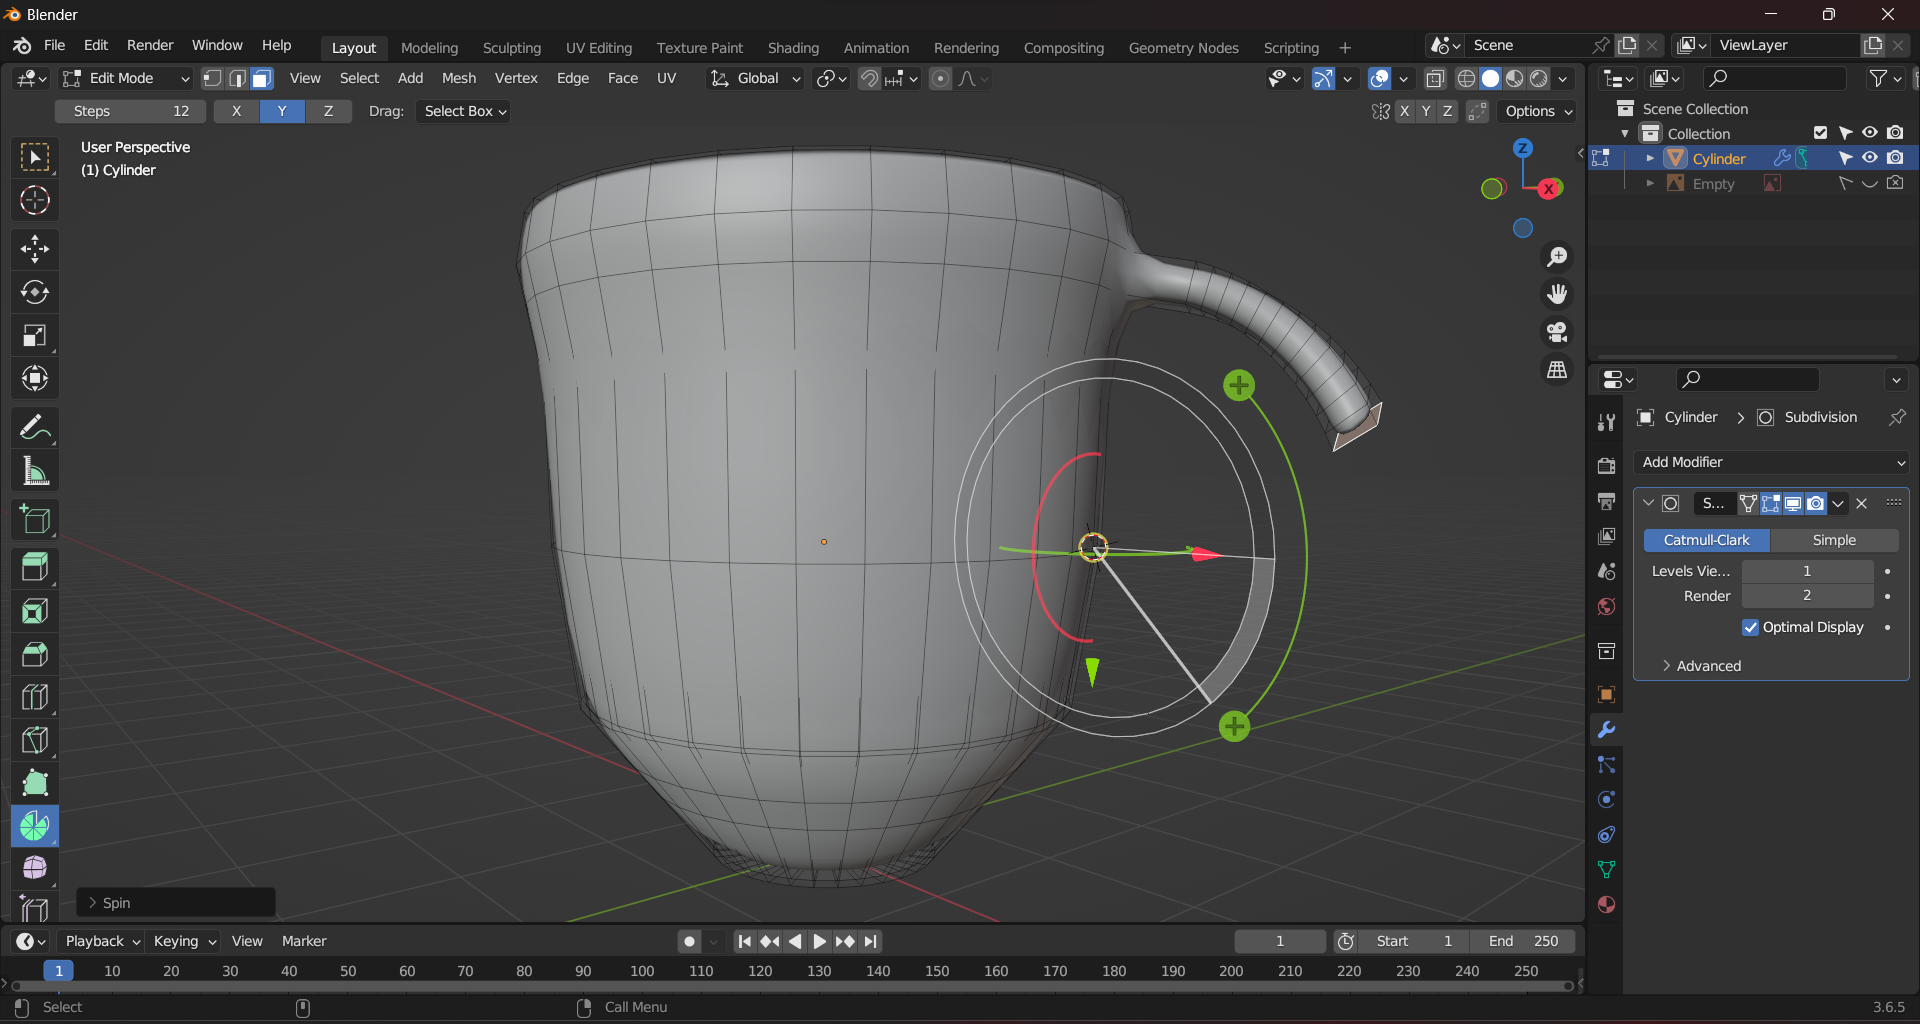 Blender
File Edit Render Window Help Layout Modeling Sculpting UV Editing Texture Paint Shading Animation Rendering Compositing Geometry Nodes Scripting + Scene ViewLayer
Edit Mode View Select Add Mesh Vertex Edge Face UV Global
Steps 12 X Y Z Drag: Select Box X Y Z Options
User Perspective
(1) Cylinder
Z
X
Spin
Scene Collection
Collection
Cylinder
Empty
Cylinder > Subdivision
Add Modifier
S...
Catmull-Clark Simple
Levels Vie... 1
Render 2
Optimal Display
Advanced
Playback Keying View Marker 1 Start 1 End 250
1 10 20 30 40 50 60 70 80 90 100 110 120 130 140 150 160 170 180 190 200 210 220 230 240 250
Select Call Menu 3.6.5